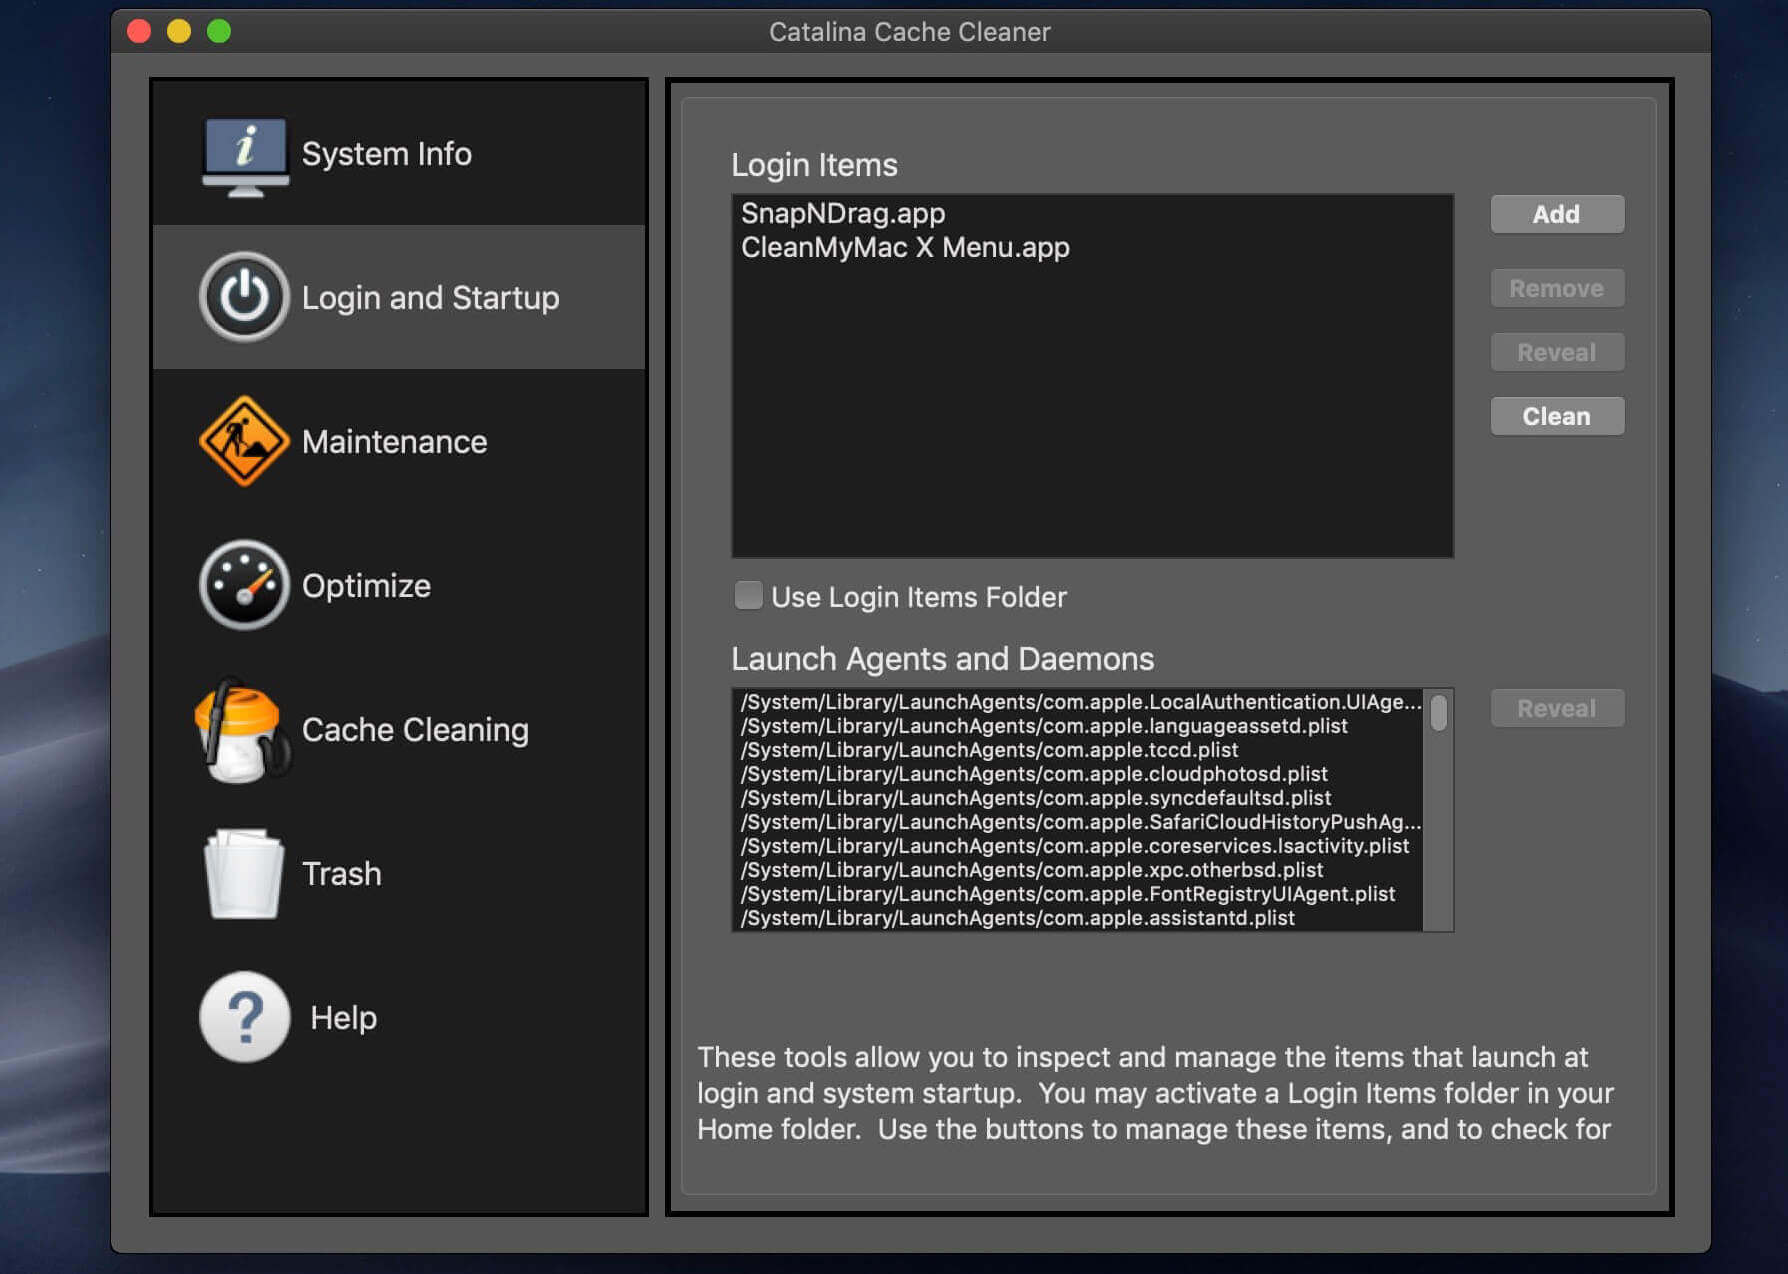 Catalina Cache Cleaner
System Info
Login and Startup
Maintenance
Optimize
Cache Cleaning
Trash
Help
Login Items
SnapNDrag.app
CleanMyMac X Menu.app
Add
Remove
Reveal
Clean
Use Login Items Folder
Launch Agents and Daemons
/System/Library/LaunchAgents/com.apple.LocalAuthentication.UIAge...
/System/Library/LaunchAgents/com.apple.languageassetd.plist
/System/Library/LaunchAgents/com.apple.tccd.plist
/System/Library/LaunchAgents/com.apple.cloudphotosd.plist
/System/Library/LaunchAgents/com.apple.syncdefaultsd.plist
/System/Library/LaunchAgents/com.apple.SafariCloudHistoryPushAg...
/System/Library/LaunchAgents/com.apple.coreservices.lsactivity.plist
/System/Library/LaunchAgents/com.apple.xpc.otherbsd.plist
/System/Library/LaunchAgents/com.apple.FontRegistryUIAgent.plist
/System/Library/LaunchAgents/com.apple.assistantd.plist
Reveal
These tools allow you to inspect and manage the items that launch at
login and system startup.  You may activate a Login Items folder in your
Home folder.  Use the buttons to manage these items, and to check for